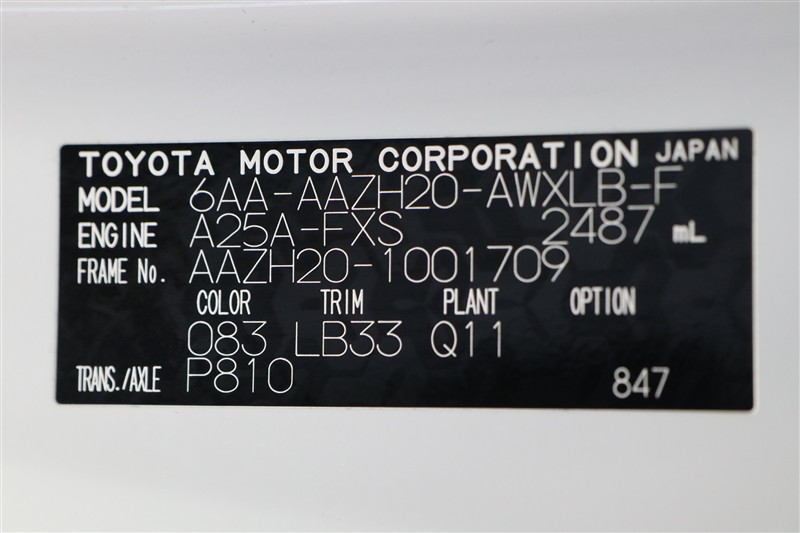 TOYOTA MOTOR CORPORATION JAPAN
MODEL 6AA-AAZH20-AWXLB-F
ENGINE A25A-FXS 2487 mL
FRAME No. AAZH20-1001709
COLOR TRIM PLANT OPTION
083 LB33 Q11
TRANS./AXLE P810 847